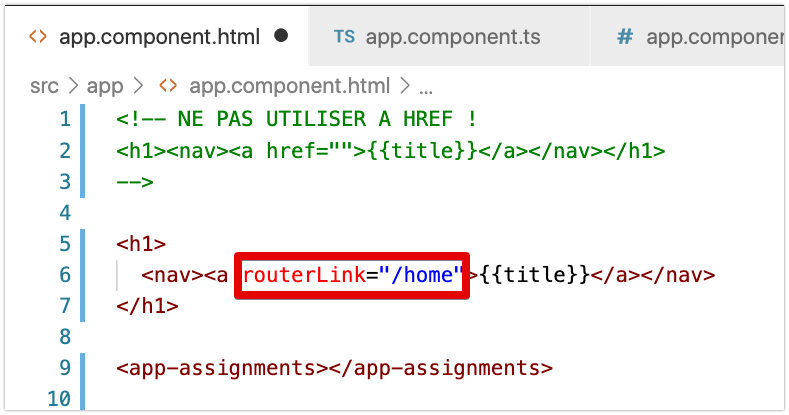 app.component.html TS app.component.ts # app.componen
src > app > app.component.html > ...
1 <!-- NE PAS UTILISER A HREF !
2 <h1><nav><a href="">{{title}}</a></nav></h1>
3 -->
4
5 <h1>
6 <nav><a routerLink="/home">{{title}}</a></nav>
7 </h1>
8
9 <app-assignments></app-assignments>
10